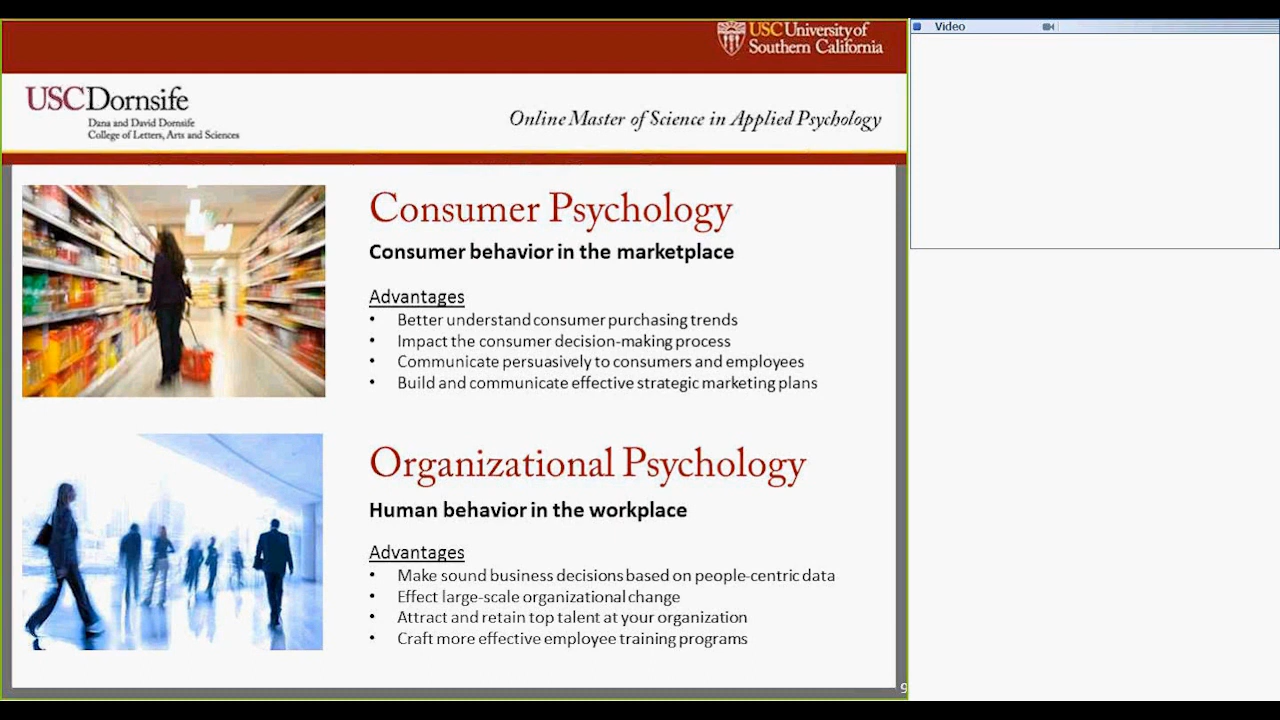 USC University of
Southern California
Video
USC Dornsife
Dana and David Dornsife
College of Letters, Arts and Sciences
Online Master of Science in Applied Psychology
Consumer Psychology
Consumer behavior in the marketplace
Advantages
• Better understand consumer purchasing trends
• Impact the consumer decision-making process
• Communicate persuasively to consumers and employees
• Build and communicate effective strategic marketing plans
Organizational Psychology
Human behavior in the workplace
Advantages
• Make sound business decisions based on people-centric data
• Effect large-scale organizational change
• Attract and retain top talent at your organization
• Craft more effective employee training programs
9